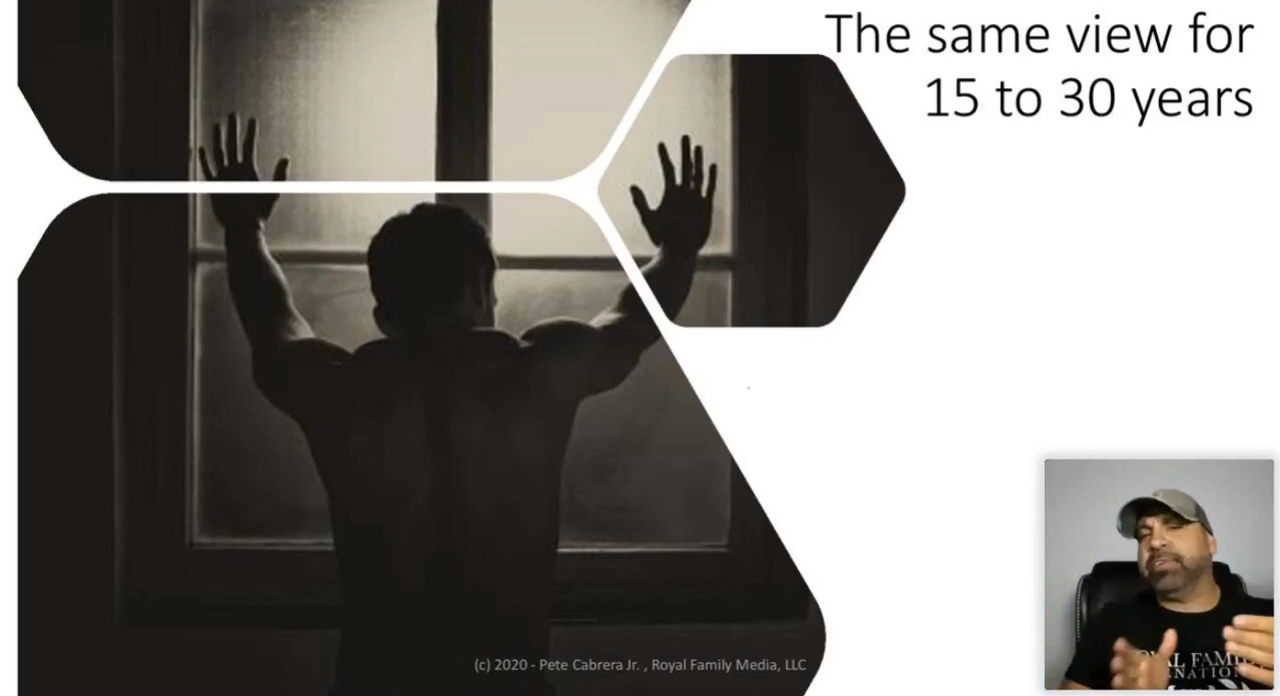 The same view for
15 to 30 years
(c) 2020 - Pete Cabrera Jr. , Royal Family Media, LLC